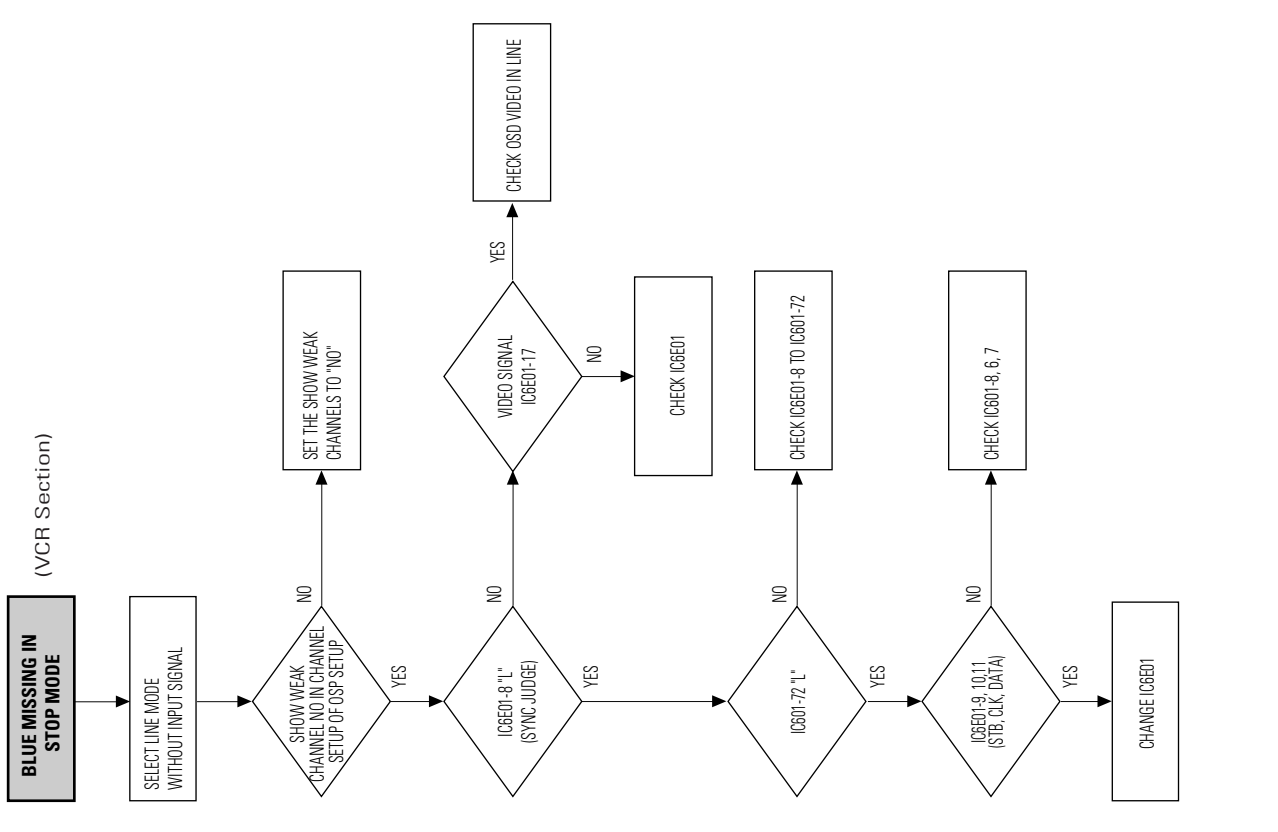 BLUE MISSING IN
STOP MODE
(VCR Section)
SELECT LINE MODE
WITHOUT INPUT SIGNAL
SHOW WEAK
CHANNEL NO IN CHANNEL
SETUP OF OSP SETUP
NO
SET THE SHOW WEAK
CHANNELS TO "NO"
YES
IC6E01-8 "L"
(SYNC JUDGE)
NO
VIDEO SIGNAL
IC6E01-17
YES
CHECK OSD VIDEO IN LINE
NO
CHECK IC6E01
YES
IC601-72 "L"
NO
CHECK IC6E01-8 TO IC601-72
YES
IC6E01-9, 10,11
(STB, CLK, DATA)
NO
CHECK IC601-8, 6, 7
YES
CHANGE IC6E01